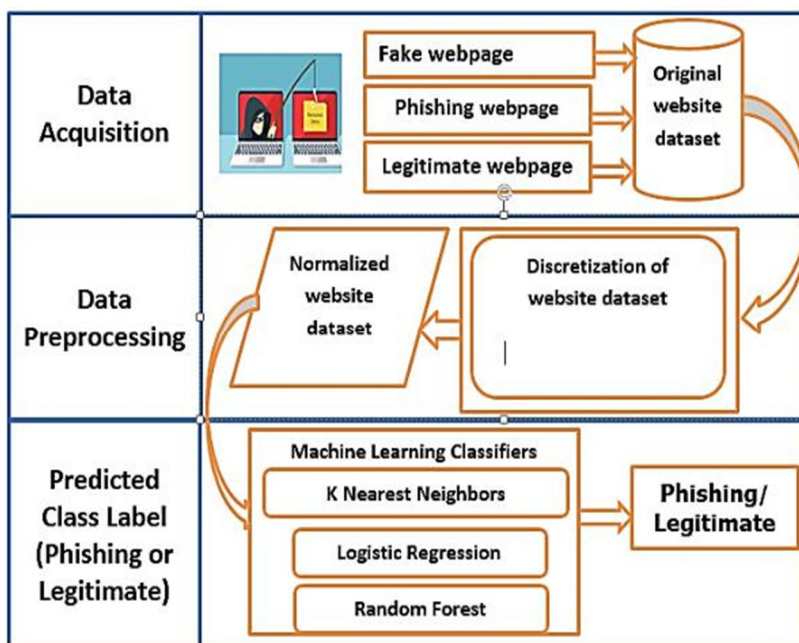 Data
Acquisition
Fake webpage
Phishing webpage
Legitimate webpage
Original
website
dataset
Data
Preprocessing
Normalized
website
dataset
Discretization of
website dataset
Predicted
Class Label
(Phishing or
Legitimate)
Machine Learning Classifiers
K Nearest Neighbors
Logistic Regression
Random Forest
Phishing/
Legitimate